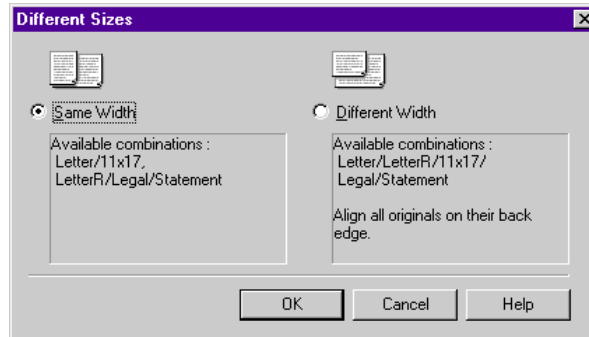 Different Sizes
Same Width
Available combinations :
Letter/11x17,
LetterR/Legal/Statement
Different Width
Available combinations :
Letter/LetterR/11x17/
Legal/Statement
Align all originals on their back
edge.
OK
Cancel
Help